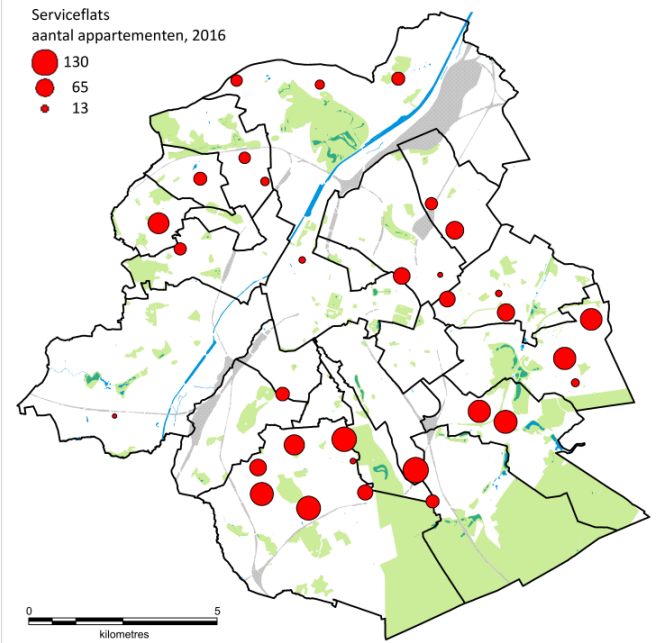 Serviceflats
aantal appartementen, 2016
130
65
13
0 5
kilometres